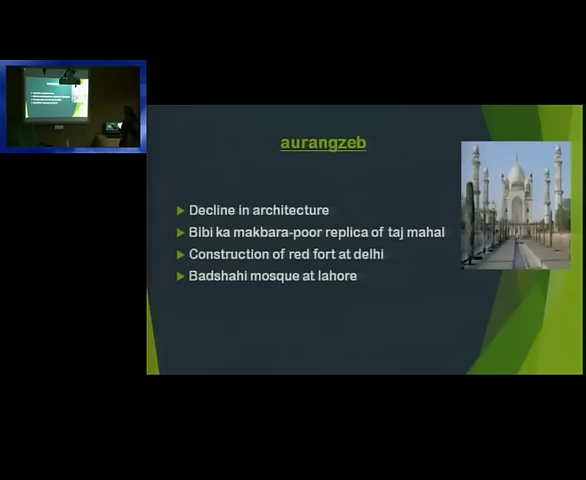 aurangzeb
Decline in architecture
Bibi ka makbara-poor replica of taj mahal
Construction of red fort at delhi
Badshahi mosque at lahore